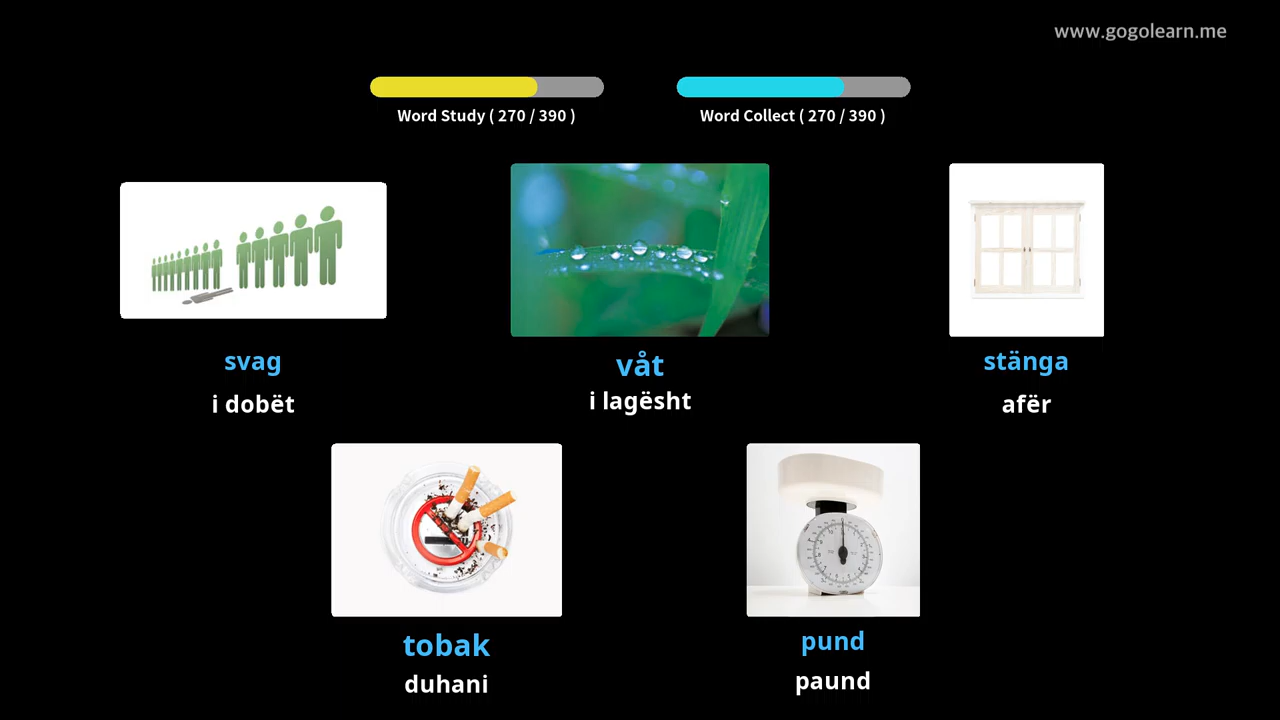 www.gogolearn.me
Word Study ( 270 / 390 )
Word Collect ( 270 / 390 )
svag
i dobët
våt
i lagësht
stänga
afër
tobak
duhani
pund
paund